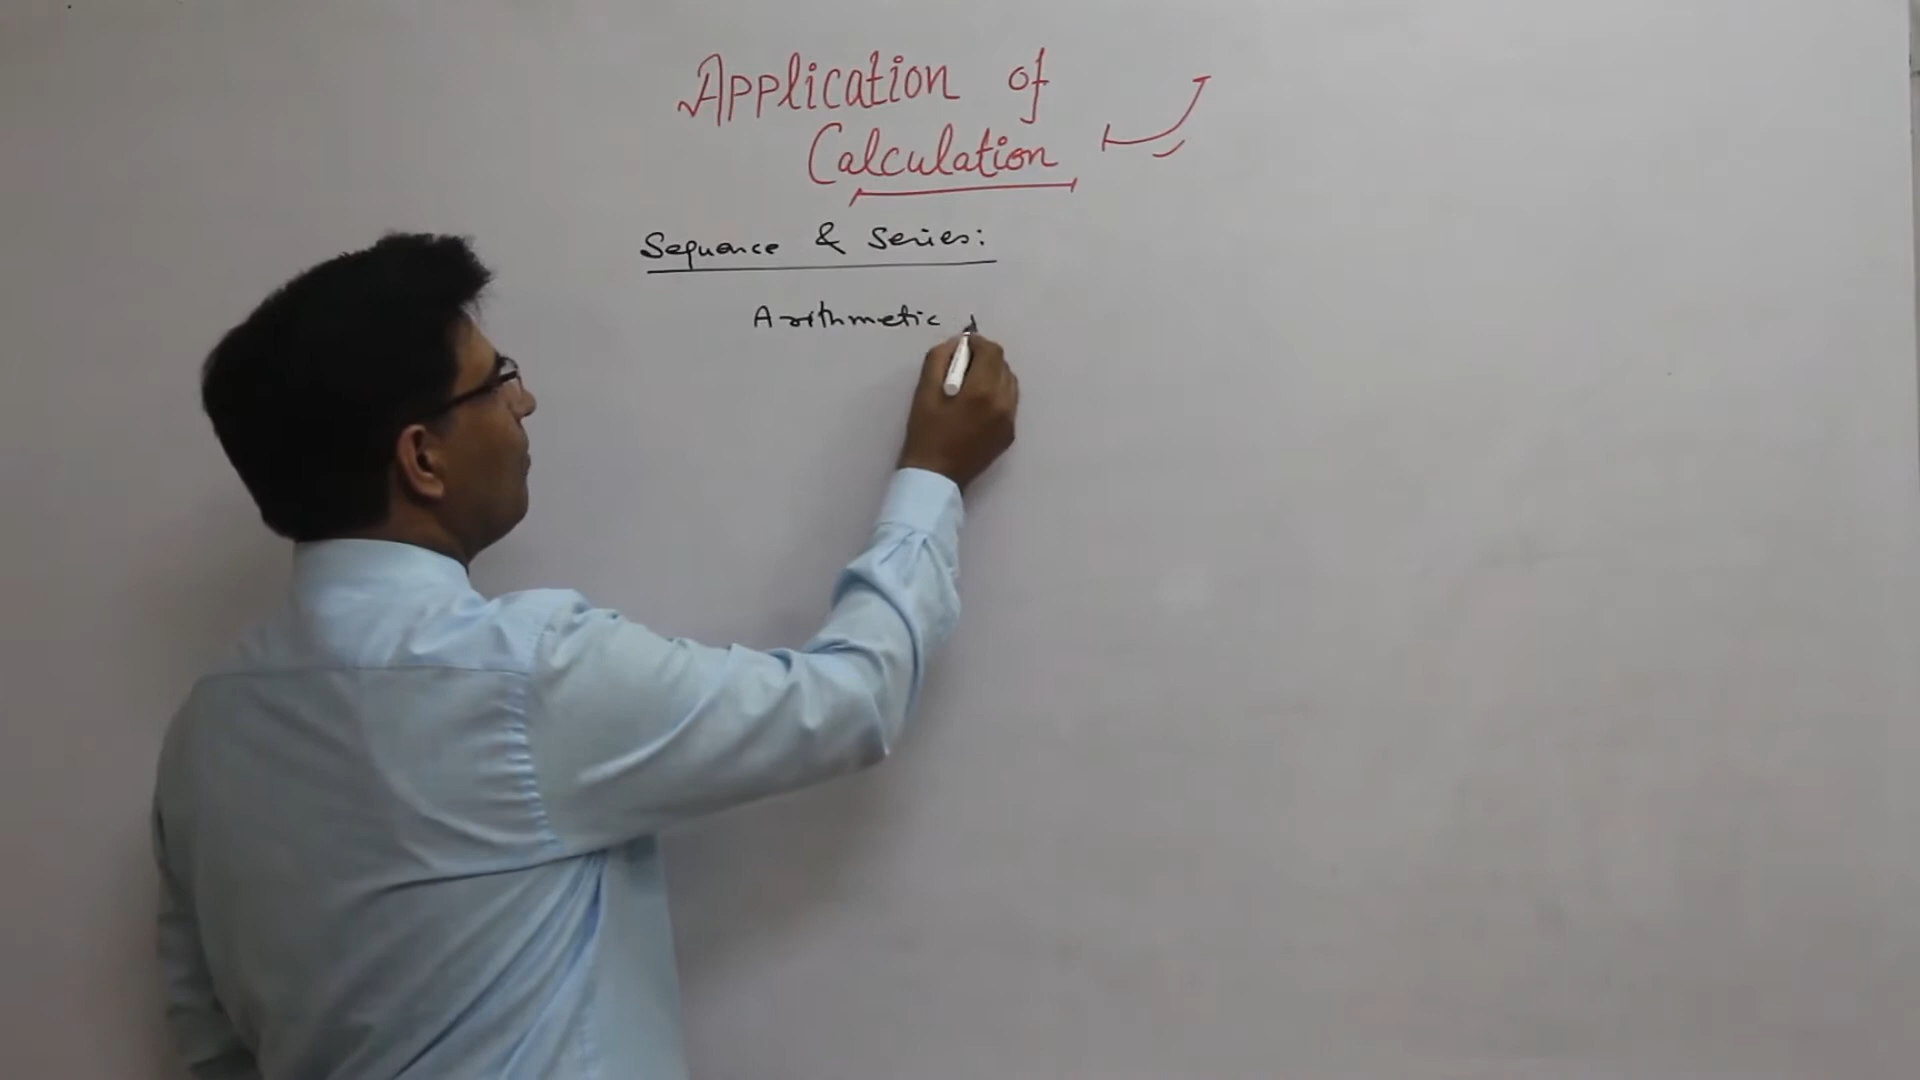 Application of
Calculation
Sequence & Series:
Arithmetic